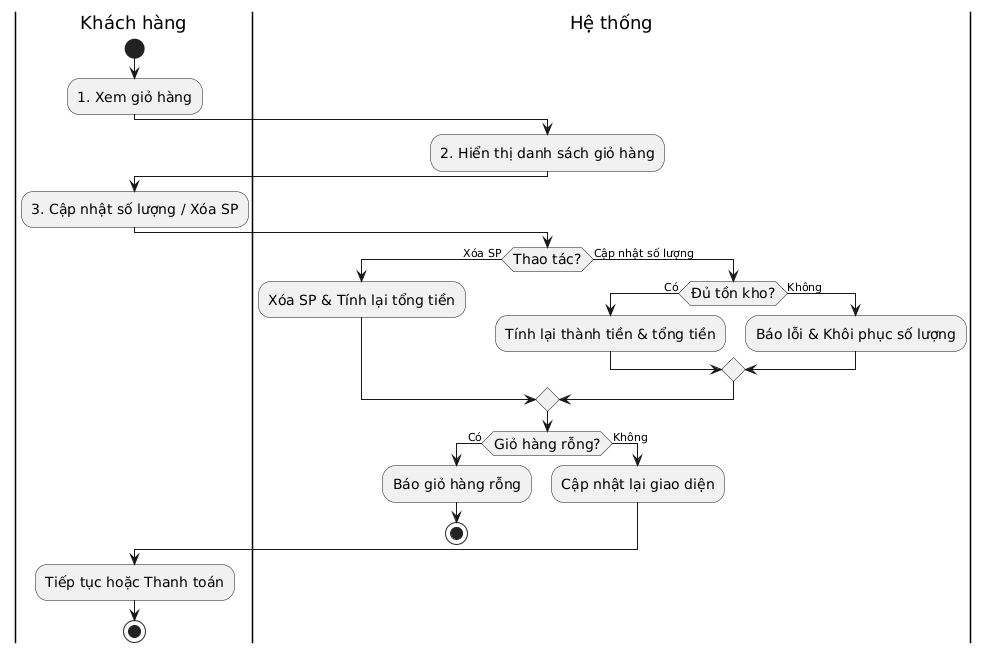 Khách hàng
Hệ thống
1. Xem giỏ hàng
2. Hiển thị danh sách giỏ hàng
3. Cập nhật số lượng / Xóa SP
Xóa SP
Thao tác?
Cập nhật số lượng
Xóa SP & Tính lại tổng tiền
Có
Đủ tồn kho?
Không
Tính lại thành tiền & tổng tiền
Báo lỗi & Khôi phục số lượng
Có
Giỏ hàng rỗng?
Không
Báo giỏ hàng rỗng
Cập nhật lại giao diện
Tiếp tục hoặc Thanh toán